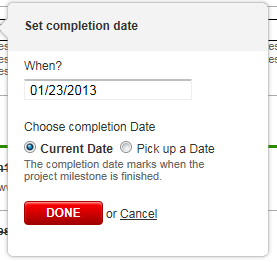 Set completion date
When?
01/23/2013
Choose completion Date
Current Date Pick up a Date
The completion date marks when the
project milestone is finished.
DONE or Cancel